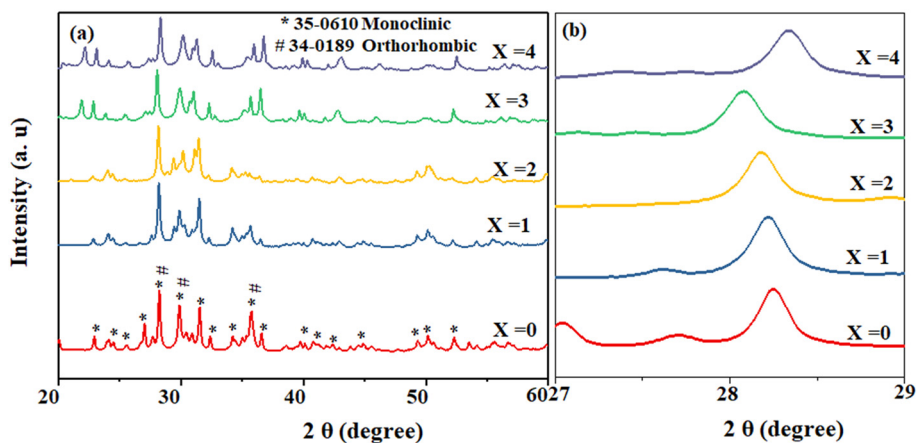 (a)
* 35-0610 Monoclinic
# 34-0189 Orthorhombic
X =4
X =3
X =2
X =1
X =0
#
#
#
* * * * * * * * * * * * * * * * * *
Intensity (a. u)
20 30 40 50 60
2 θ (degree)
(b)
X =4
X =3
X =2
X =1
X =0
27 28 29
2 θ (degree)